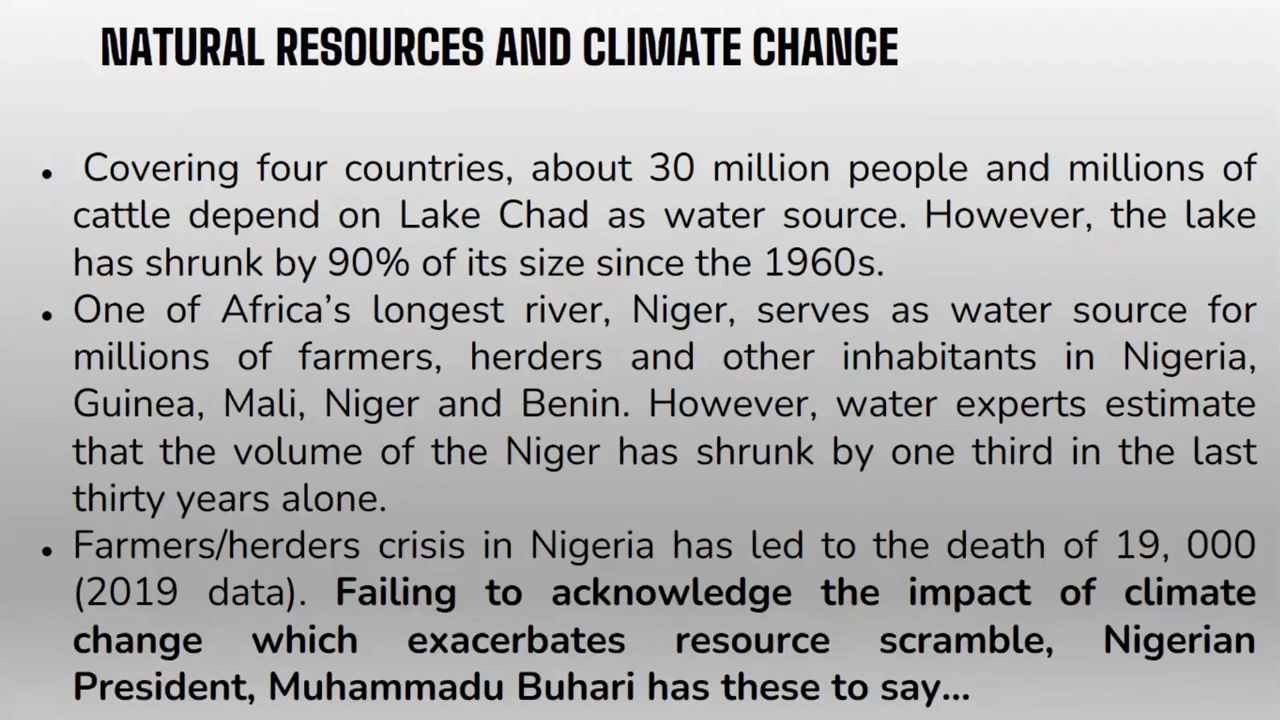 NATURAL RESOURCES AND CLIMATE CHANGE
• Covering four countries, about 30 million people and millions of
cattle depend on Lake Chad as water source. However, the lake
has shrunk by 90% of its size since the 1960s.
• One of Africa's longest river, Niger, serves as water source for
millions of farmers, herders and other inhabitants in Nigeria,
Guinea, Mali, Niger and Benin. However, water experts estimate
that the volume of the Niger has shrunk by one third in the last
thirty years alone.
• Farmers/herders crisis in Nigeria has led to the death of 19, 000
(2019 data). Failing to acknowledge the impact of climate
change which exacerbates resource scramble, Nigerian
President, Muhammadu Buhari has these to say...